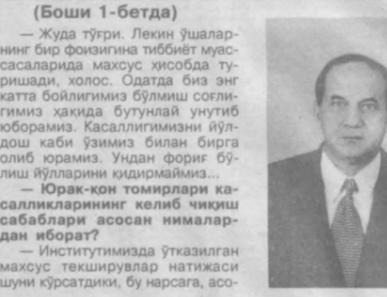 (Боши 1-бетда)
— Жуда тўғри. Лекин ўшалар-
нинг бир фоизигина тиббиёт муас-
сасаларида махсус ҳисобда ту-
ришади, холос. Одатда биз энг
катта бойлигимиз бўлмиш соғли-
гимиз ҳақида бутунлай унутиб
юборамиз. Касаллигимизни йўл-
дош каби ўзимиз билан бирга
олиб юрамиз. Ундан фориғ бў-
лиш йўлларини қидирмаймиз...
— Юрак-қон томирлари ка-
салликларининг келиб чиқиш
сабаблари асосан нималар-
дан иборат?
— Институтимизда ўтказилган
махсус текширувлар натижаси
шуни кўрсатдики, бу нарсага, асо-